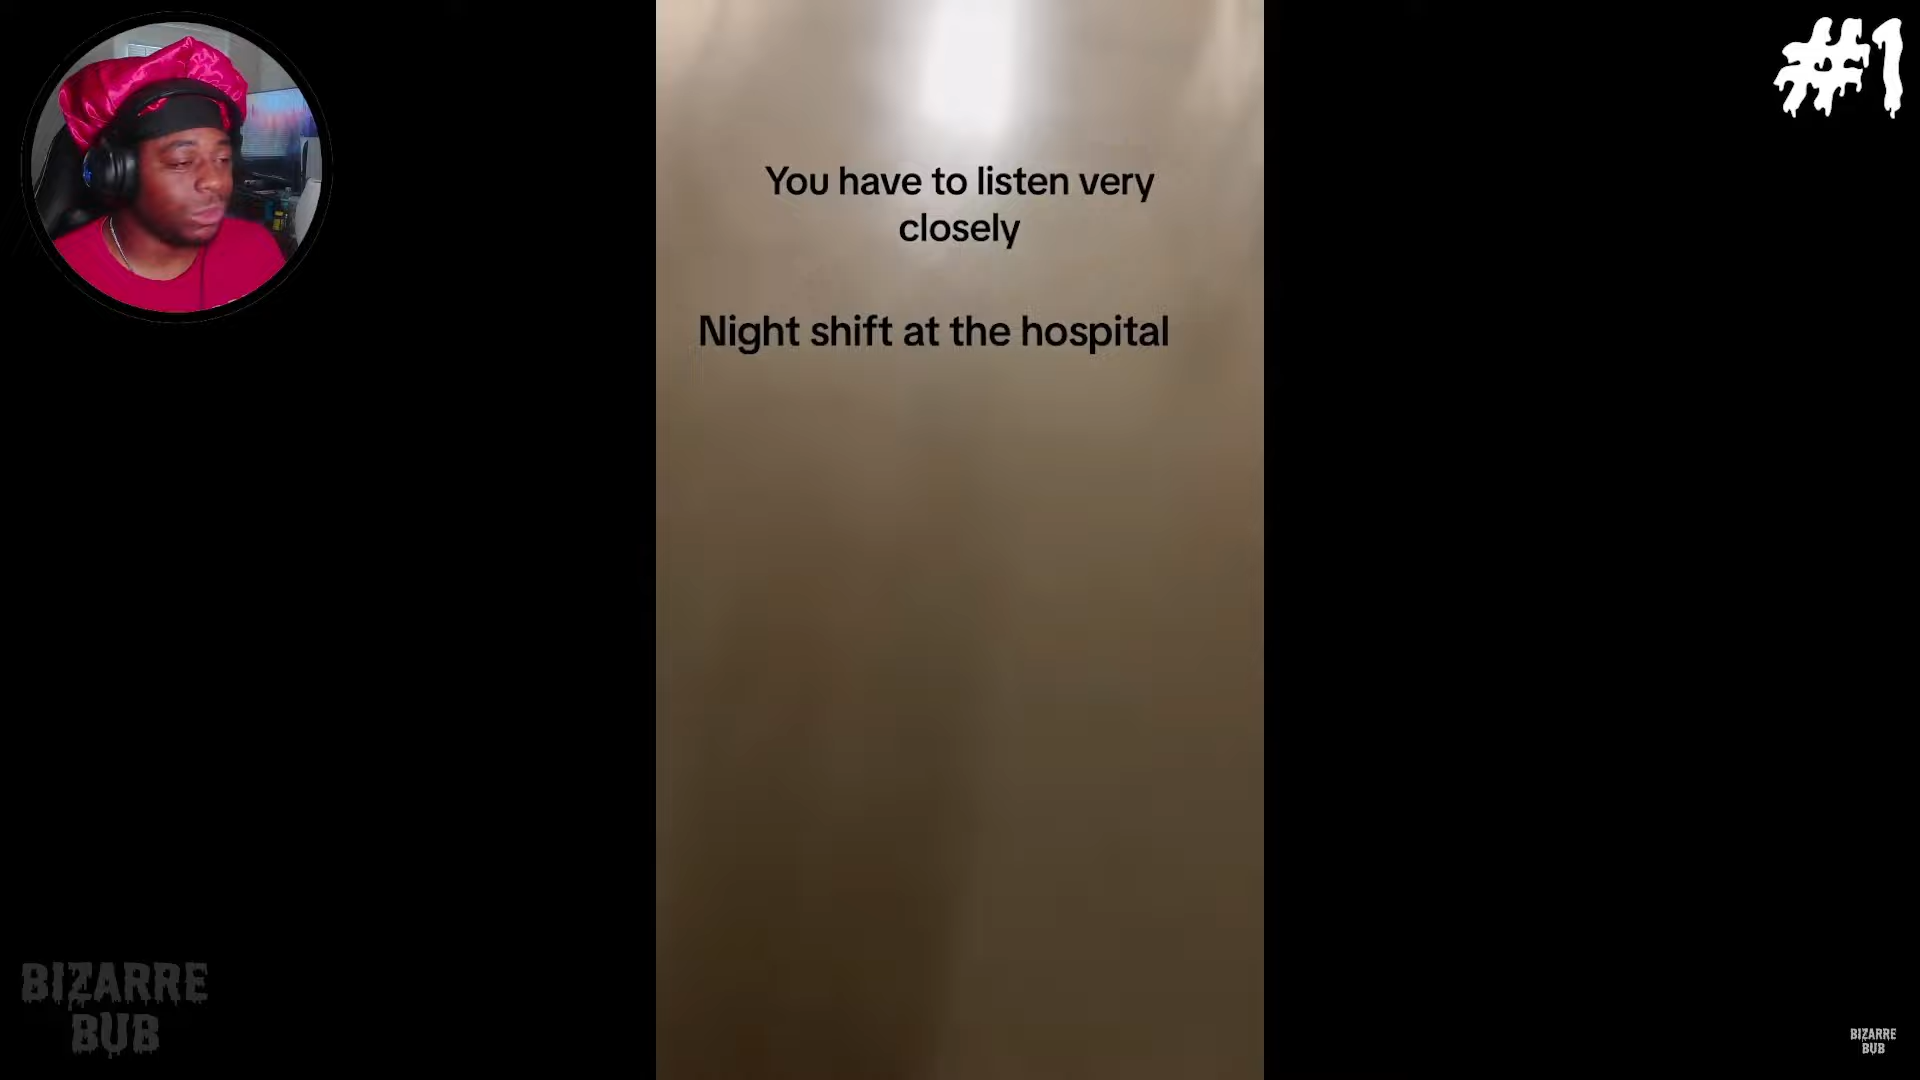 #1
You have to listen very
closely
Night shift at the hospital
BIZARRE
BUB
BIZARRE
BUB